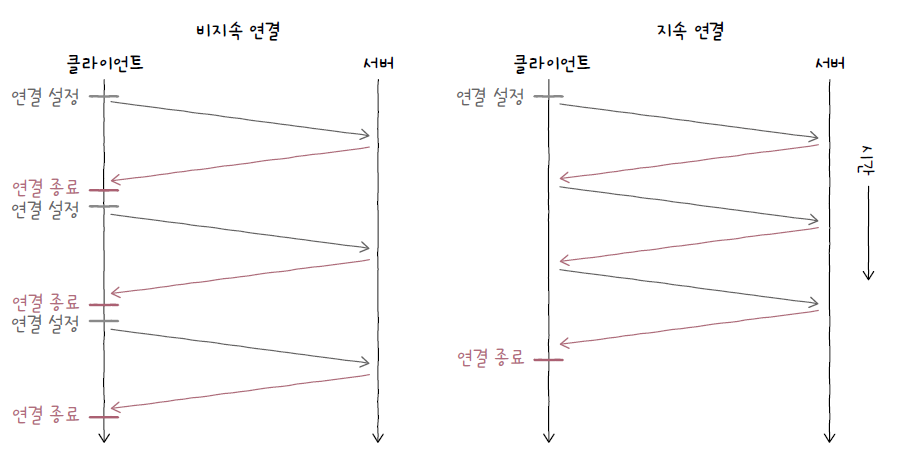 비지속 연결
클라이언트
서버
연결 설정
연결 종료
연결 설정
연결 종료
연결 설정
연결 종료
지속 연결
클라이언트
서버
연결 설정
연결 종료
시간